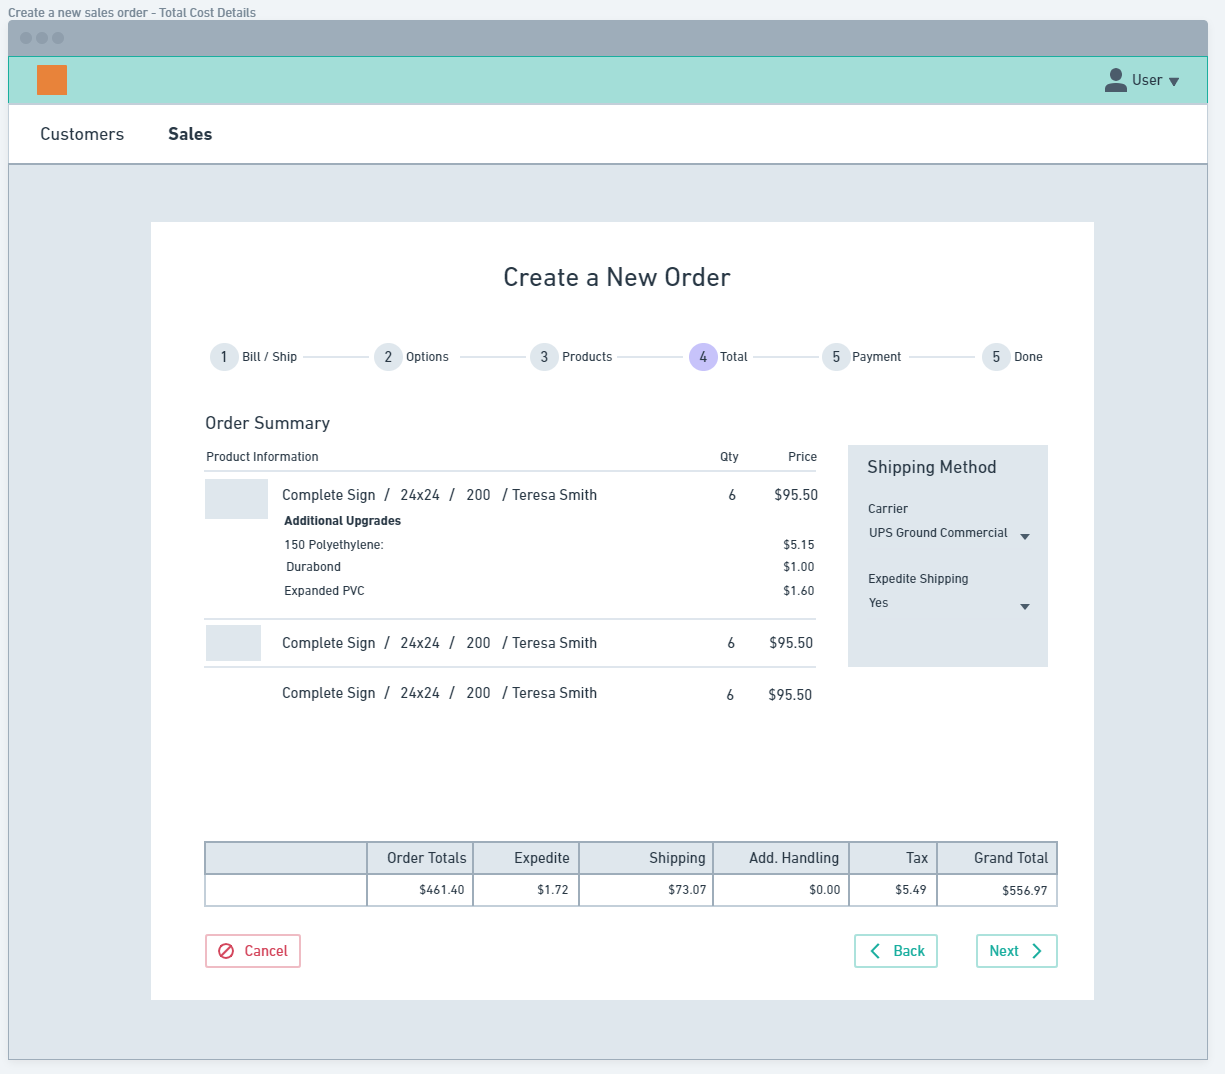 Create a new sales order - Total Cost Details
User
Customers Sales
Create a New Order
1 Bill / Ship 2 Options 3 Products 4 Total 5 Payment 5 Done
Order Summary
Product Information Qty Price
Complete Sign / 24x24 / 200 / Teresa Smith 6 $95.50
Additional Upgrades
150 Polyethylene: $5.15
Durabond $1.00
Expanded PVC $1.60
Complete Sign / 24x24 / 200 / Teresa Smith 6 $95.50
Complete Sign / 24x24 / 200 / Teresa Smith 6 $95.50
Shipping Method
Carrier
UPS Ground Commercial
Expedite Shipping
Yes
Order Totals Expedite Shipping Add. Handling Tax Grand Total
$461.40 $1.72 $73.07 $0.00 $5.49 $556.97
Cancel Back Next